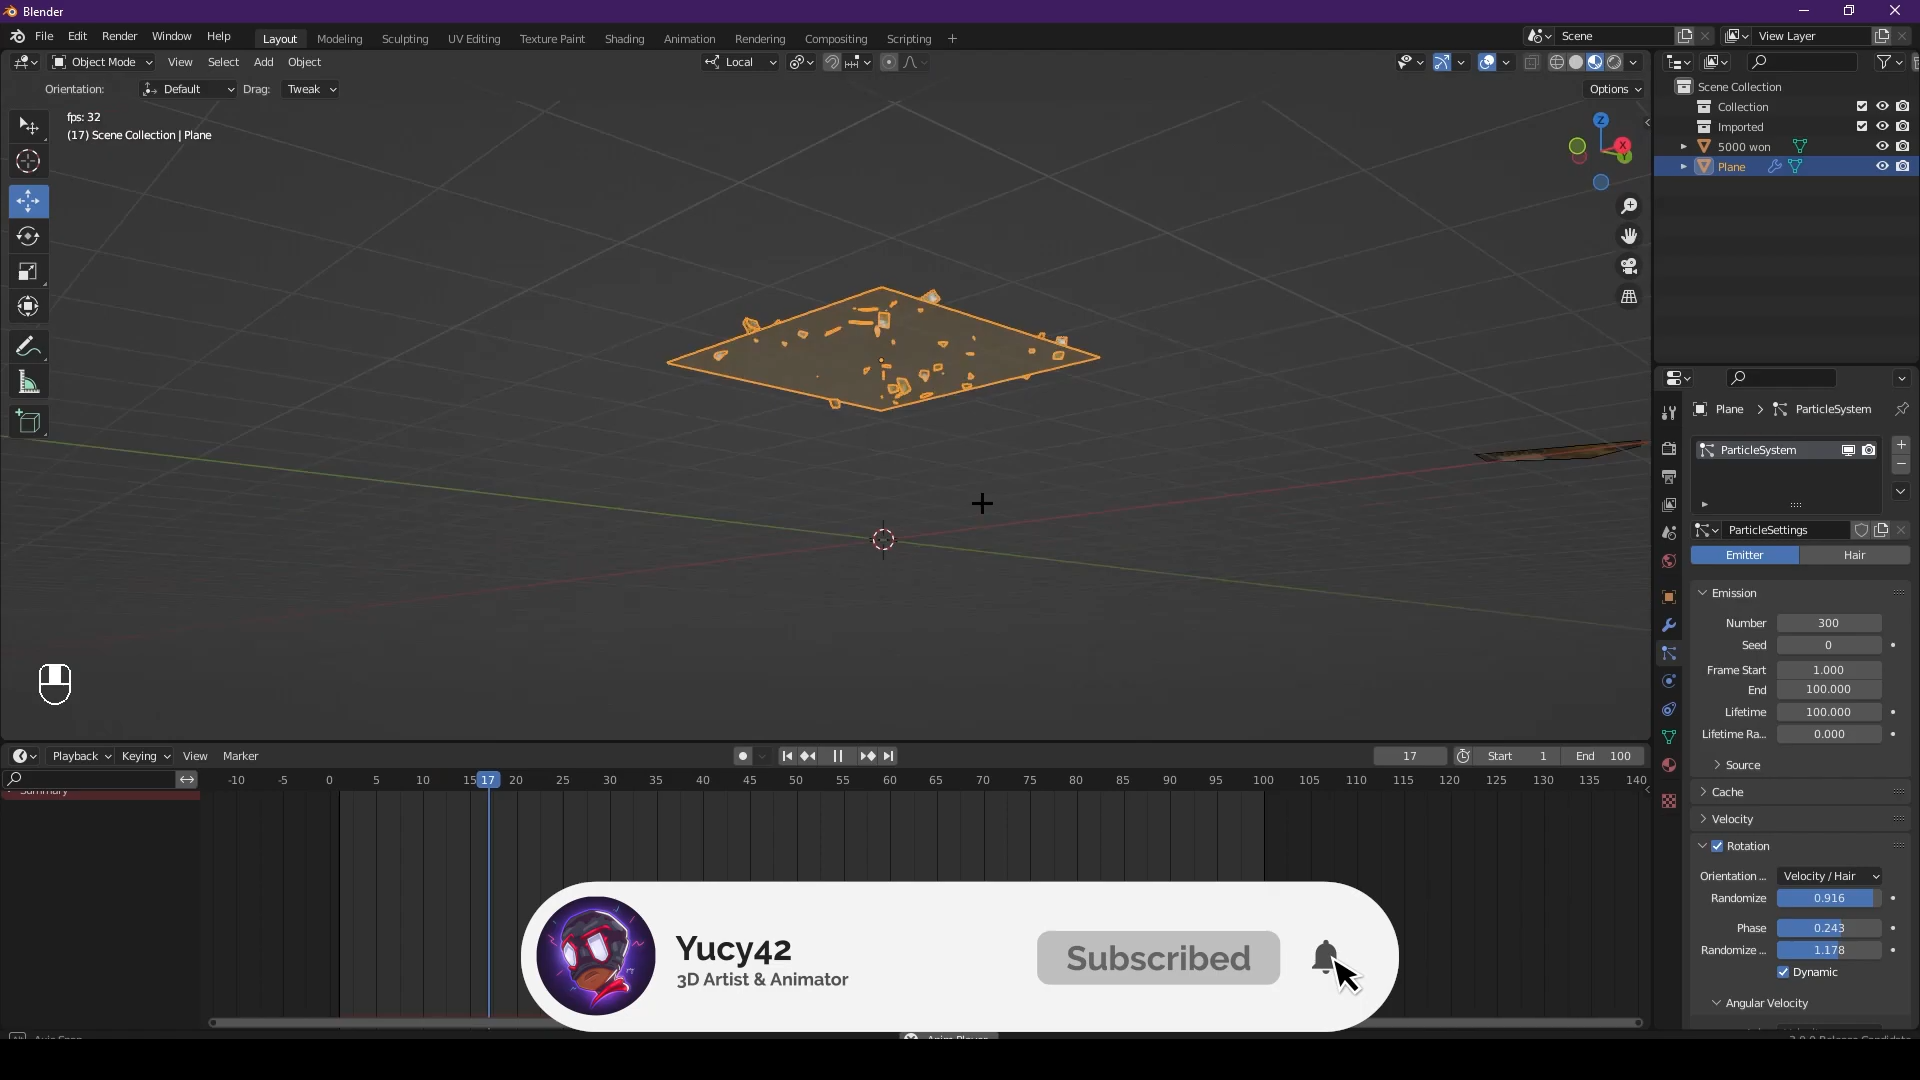 Blender
File Edit Render Window Help
Layout Modeling Sculpting UV Editing Texture Paint Shading Animation Rendering Compositing Scripting
Scene
View Layer
Object Mode View Select Add Object
Local
Orientation: Default Drag: Tweak
Options
fps: 32
(17) Scene Collection | Plane
Z
X
Y
Scene Collection
Collection
Imported
5000 won
Plane
Plane ParticleSystem
ParticleSystem
ParticleSettings
Emitter Hair
Emission
Number 300
Seed 0
Frame Start 1.000
End 100.000
Lifetime 100.000
Lifetime Ra... 0.000
Source
Cache
Velocity
Rotation
Orientation ... Velocity / Hair
Randomize 0.916
Phase 0.243
Randomize ... 1.178
Dynamic
Angular Velocity
Playback Keying View Marker
17 Start 1 End 100
-10 -5 0 5 10 15 17 20 25 30 35 40 45 50 55 60 65 70 75 80 85 90 95 100 105 110 115 120 125 130 135 140
Summary
Yucy42
3D Artist & Animator
Subscribed